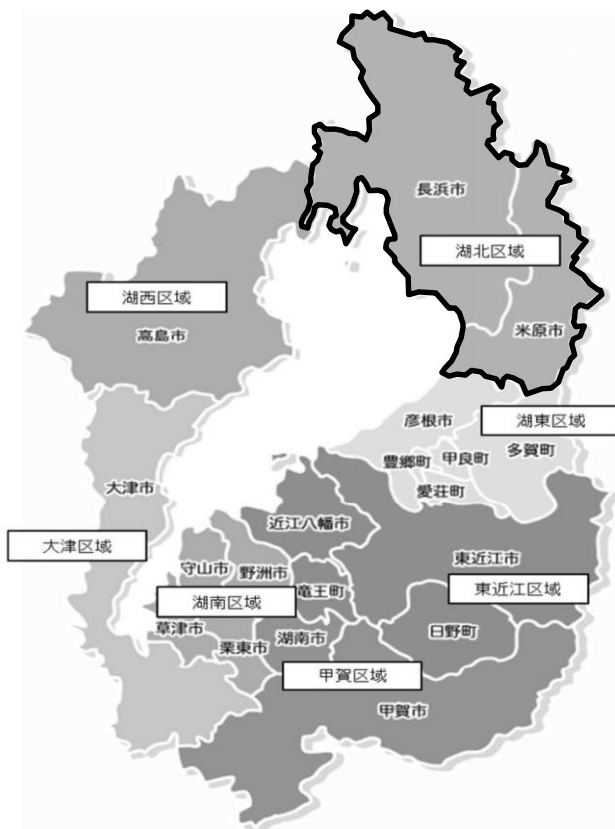 長浜市
湖北区域
湖西区域
高島市
米原市
彦根市
湖東区域
豊郷町
甲良町
多賀町
愛荘町
大津市
近江八幡市
大津区域
守山市
野洲市
東近江市
竜王町
東近江区域
湖南区域
草津市
栗東市
湖南市
日野町
甲賀区域
甲賀市